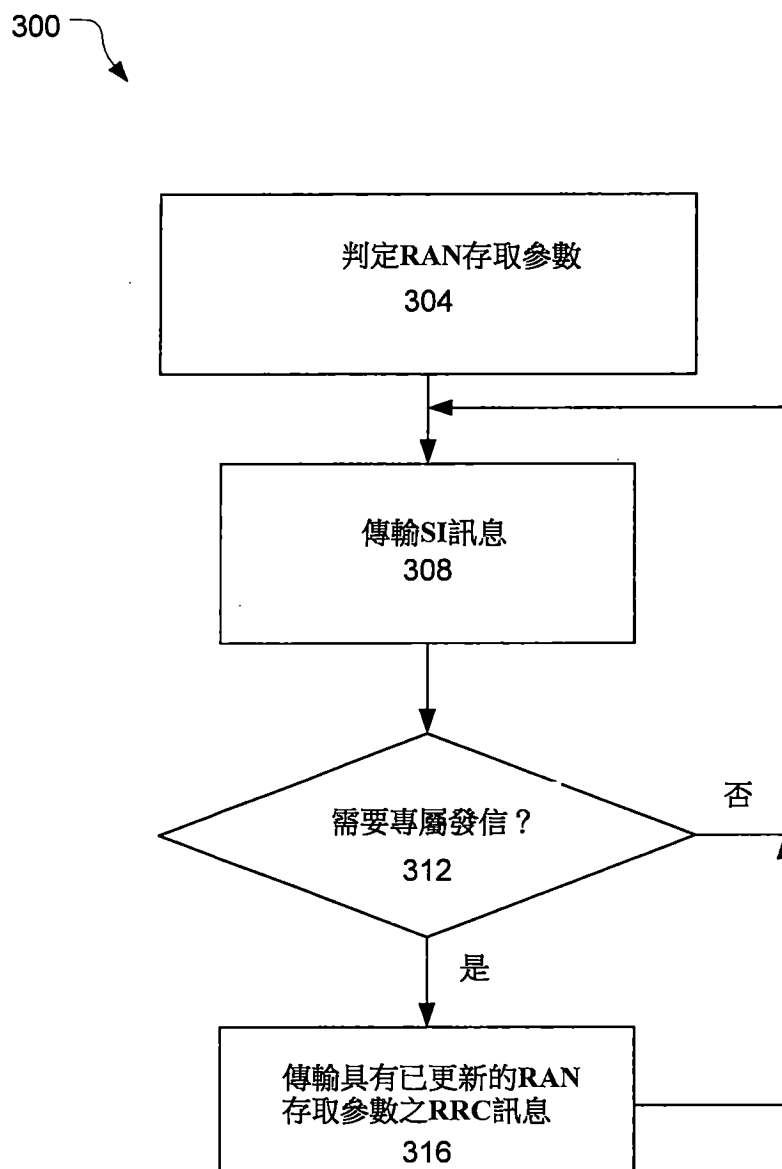 300
判定RAN存取參數
304
傳輸SI訊息
308
需要專屬發信？
312
否
是
傳輸具有已更新的RAN
存取參數之RRC訊息
316